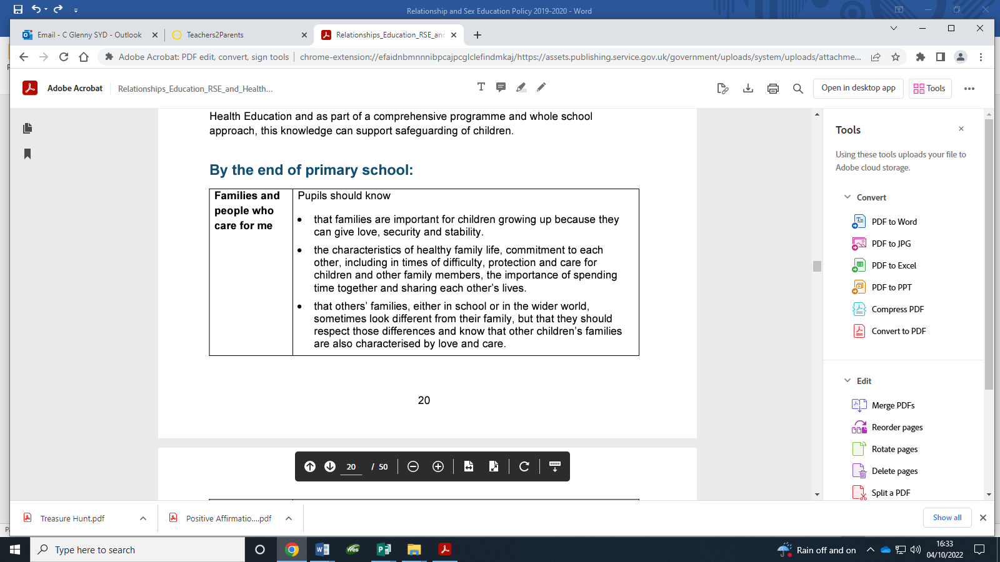 Relationship and Sex Education Policy 2019-2020 - Word
Email - C Glenny SYD - Outlook
Teachers2Parents
Relationships_Education_RSE_anc
Adobe Acrobat: PDF edit, convert, sign tools
chrome-extension://efaidnbmnnnibpcajpcglclefindmkaj/https://assets.publishing.service.gov.uk/government/uploads/system/uploads/attachme...
Adobe Acrobat
Relationships_Education_RSE_and_Health...
Open in desktop app
Tools
Health Education and as part of a comprehensive programme and whole school
approach, this knowledge can support safeguarding of children.
By the end of primary school:
Families and
people who
care for me
Pupils should know
• that families are important for children growing up because they
can give love, security and stability.
• the characteristics of healthy family life, commitment to each
other, including in times of difficulty, protection and care for
children and other family members, the importance of spending
time together and sharing each other’s lives.
• that others’ families, either in school or in the wider world,
sometimes look different from their family, but that they should
respect those differences and know that other children’s families
are also characterised by love and care.
20
20 / 50
Tools
Using these tools uploads your file to
Adobe cloud storage.
Convert
PDF to Word
PDF to JPG
PDF to Excel
PDF to PPT
Compress PDF
Convert to PDF
Edit
Merge PDFs
Reorder pages
Rotate pages
Delete pages
Split a PDF
Treasure Hunt.pdf
Positive Affirmatio....pdf
Show all
Type here to search
Rain off and on
16:33
04/10/2022